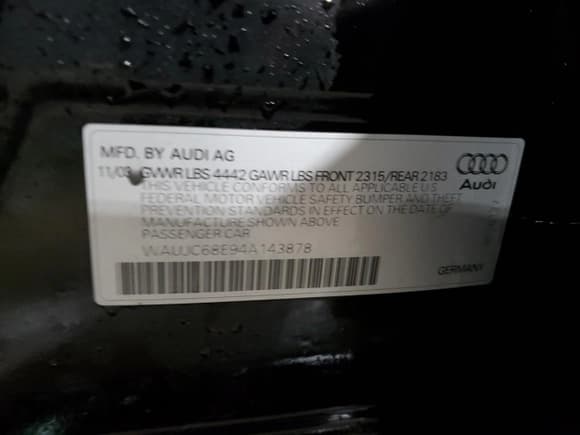 MFD. BY AUDI AG
11/03 GVWR LBS 4442 GAWR LBS FRONT 2315/REAR 2183
THIS VEHICLE CONFORMS TO ALL APPLICABLE U.S
FEDERAL MOTOR VEHICLE SAFETY BUMPER, AND THEFT
PREVENTION STANDARDS IN EFFECT ON THE DATE OF
MANUFACTURE SHOWN ABOVE
PASSENGER CAR
WAUJC68E94A143878
Audi
GERMANY